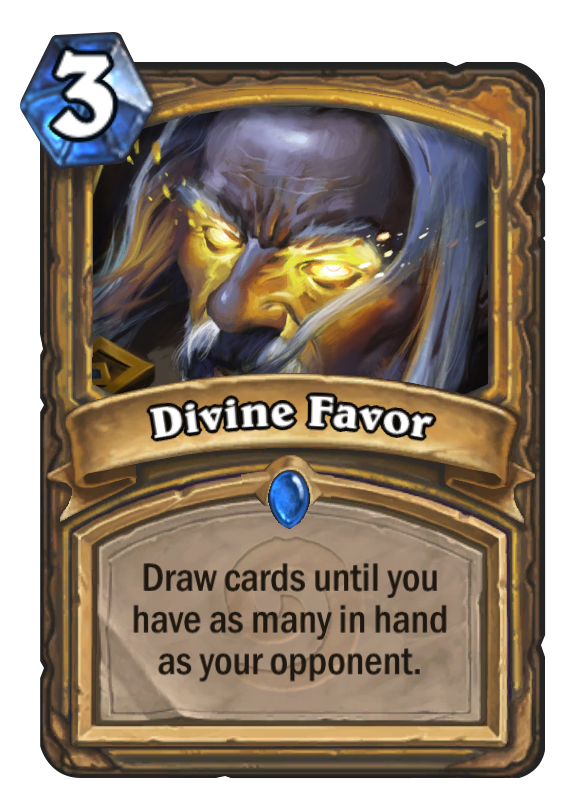 3
Divine Favor
Draw cards until you
have as many in hand
as your opponent.